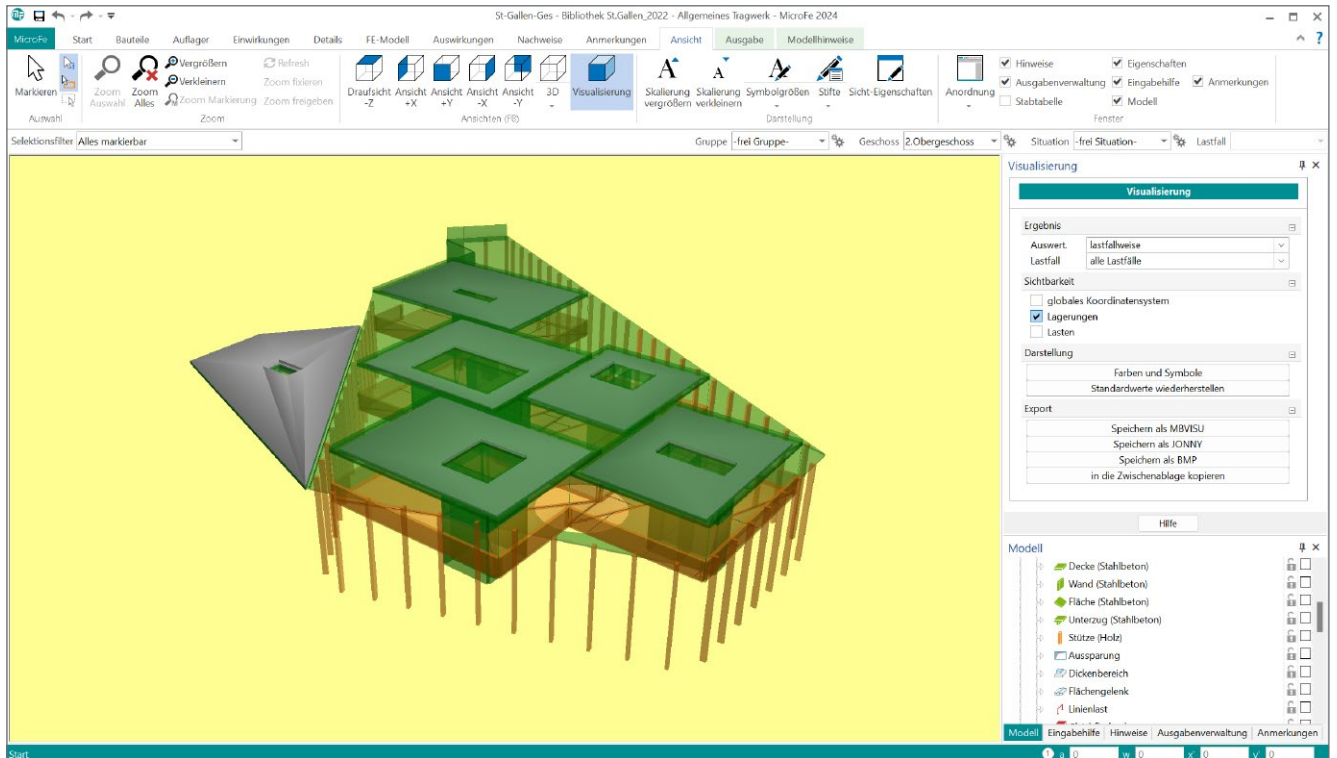 St-Gallen-Ges - Bibliothek St.Gallen_2022 - Allgemeines Tragwerk - MicroFe 2024
MicroFe Start Bauteile Auflager Einwirkungen Details FE-Modell Auswirkungen Nachweise Anmerkungen Ansicht Ausgabe Modellhinweise
Markieren
Zoom Auswahl
Zoom Alles
Vergrößern
Verkleinern
Zoom Markierung
Refresh
Zoom fixieren
Zoom freigeben
Draufsicht -Z
Ansicht +X
Ansicht +Y
Ansicht -X
Ansicht -Y
3D
Visualisierung
Skalierung vergrößern
Skalierung verkleinern
Symbolgrößen
Stifte
Sicht-Eigenschaften
Anordnung
Hinweise
Ausgabenverwaltung
Stabtabelle
Eigenschaften
Eingabehilfe
Modell
Anmerkungen
Auswahl Zoom Ansichten (F8) Darstellung Fenster
Selektionsfilter Alles markierbar Gruppe -frei Gruppe- Geschoss 2.Obergeschoss Situation -frei Situation- Lastfall
Visualisierung
Visualisierung
Ergebnis
Auswert. lastfallweise
Lastfall alle Lastfälle
Sichtbarkeit
globales Koordinatensystem
Lagerungen
Lasten
Darstellung
Farben und Symbole
Standardwerte wiederherstellen
Export
Speichern als MBVISU
Speichern als JONNY
Speichern als BMP
in die Zwischenablage kopieren
Hilfe
Modell
Decke (Stahlbeton)
Wand (Stahlbeton)
Fläche (Stahlbeton)
Unterzug (Stahlbeton)
Stütze (Holz)
Aussparung
Dickenbereich
Flächengelenk
Linienlast
Modell Eingabehilfe Hinweise Ausgabenverwaltung Anmerkungen
Start 1 a 0 w 0 x' 0 y' 0